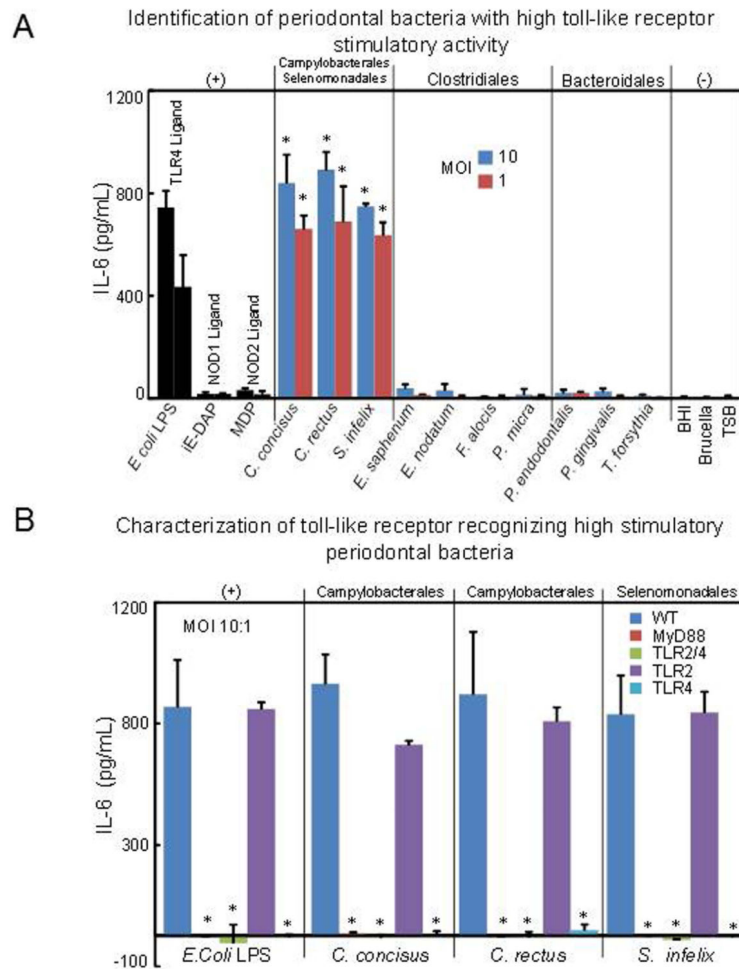 A
Identification of periodontal bacteria with high toll-like receptor
stimulatory activity
(+)
Campylobacterales
Selenomonadales
Clostridiales
Bacteroidales
(-)
1200
800
400
0
IL-6 (pg/mL)
TLR4 Ligand
NOD1 Ligand
NOD2 Ligand
* * * * * *
MOI
10
1
E coli LPS
iE-DAP
MDP
C. concisus
C. rectus
S. infelix
E. saphenum
E. nodatum
F. alocis
P. micra
P. endodontalis
P. gingivalis
T. forsythia
BHI
Brucella
TSB
B
Characterization of toll-like receptor recognizing high stimulatory
periodontal bacteria
(+)
Campylobacterales
Campylobacterales
Selenomonadales
MOI 10:1
WT
MyD88
TLR2/4
TLR2
TLR4
1200
800
300
-100
IL-6 (pg/mL)
* * * * * * * * * * * *
E.Coli LPS
C. concisus
C. rectus
S. infelix